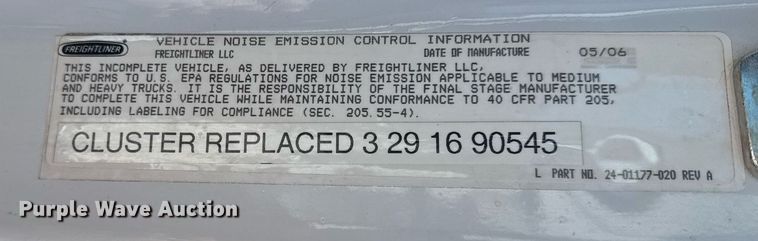 FREIGHTLINER
VEHICLE NOISE EMISSION CONTROL INFORMATION
FREIGHTLINER LLC DATE OF MANUFACTURE 05/06
THIS INCOMPLETE VEHICLE, AS DELIVERED BY FREIGHTLINER LLC,
CONFORMS TO U.S. EPA REGULATIONS FOR NOISE EMISSION APPLICABLE TO MEDIUM
AND HEAVY TRUCKS. IT IS THE RESPONSIBILITY OF THE FINAL STAGE MANUFACTURER
TO COMPLETE THIS VEHICLE WHILE MAINTAINING CONFORMANCE TO 40 CFR PART 205,
INCLUDING LABELING FOR COMPLIANCE (SEC. 205.55-4).
CLUSTER REPLACED 3 29 16 90545
L PART NO. 24-01177-020 REV A
Purple Wave Auction